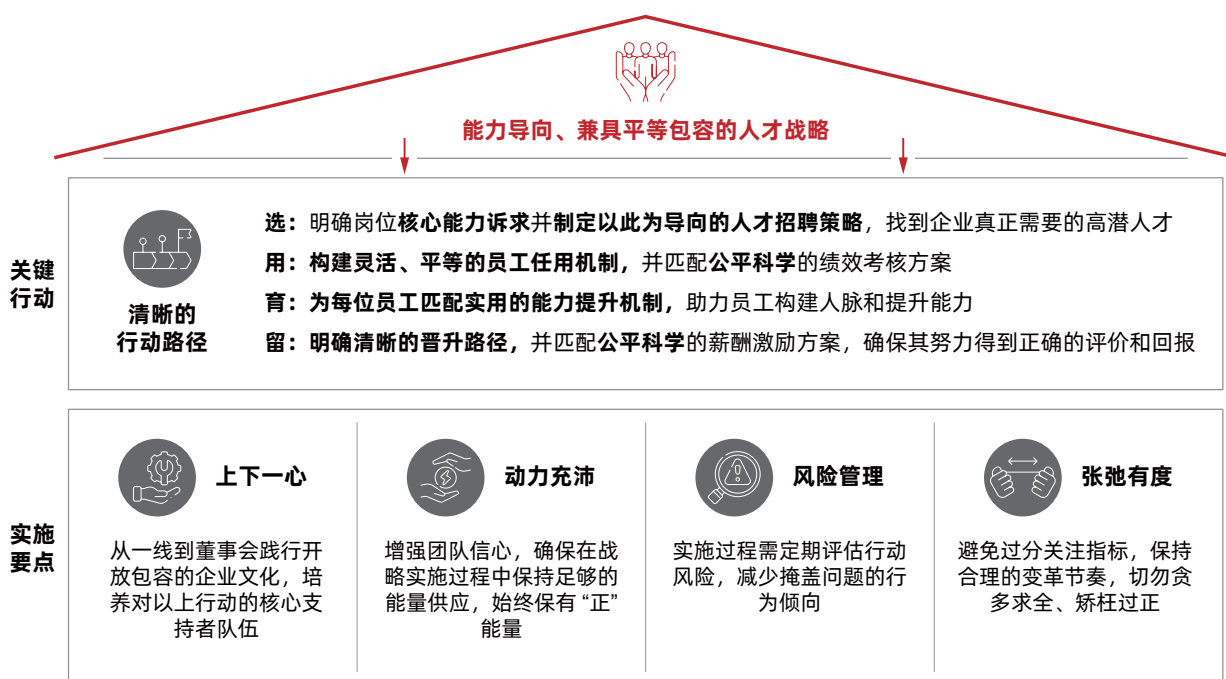 能力导向、兼具平等包容的人才战略
关键
行动
清晰的
行动路径
选：明确岗位核心能力诉求并制定以此为导向的人才招聘策略，找到企业真正需要的高潜人才
用：构建灵活、平等的员工任用机制，并匹配公平科学的绩效考核方案
育：为每位员工匹配实用的能力提升机制，助力员工构建人脉和提升能力
留：明确清晰的晋升路径，并匹配公平科学的薪酬激励方案，确保其努力得到正确的评价和回报
实施
要点
上下一心
从一线到董事会践行开
放包容的企业文化，培
养对以上行动的核心支
持者队伍
动力充沛
增强团队信心，确保在战
略实施过程中保持足够的
能量供应，始终保有“正”
能量
风险管理
实施过程需定期评估行动
风险，减少掩盖问题的行
为倾向
张弛有度
避免过分关注指标，保持
合理的变革节奏，切勿贪
多求全、矫枉过正